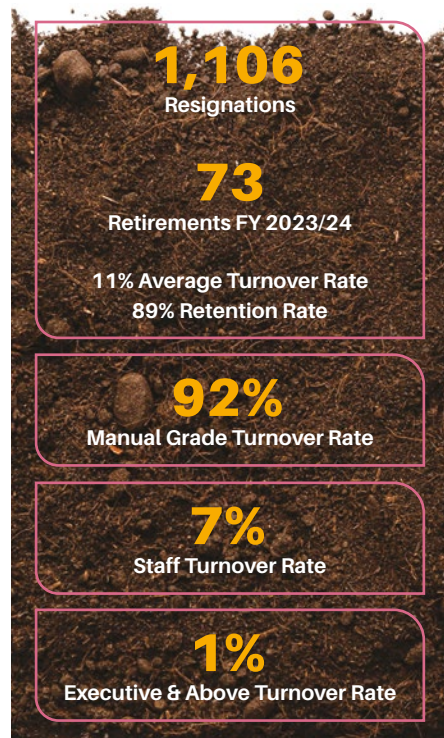 1,106
Resignations
73
Retirements FY 2023/24
11% Average Turnover Rate
89% Retention Rate
92%
Manual Grade Turnover Rate
7%
Staff Turnover Rate
1%
Executive & Above Turnover Rate